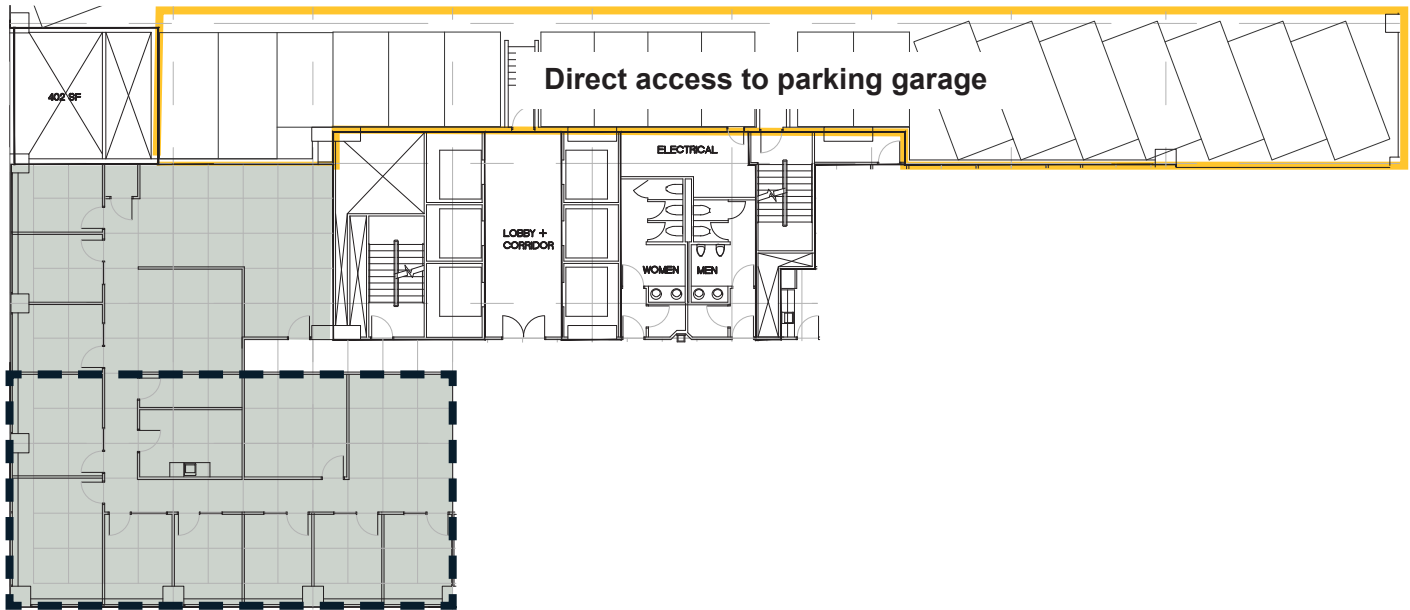 Direct access to parking garage
402 SF
ELECTRICAL
LOBBY +
CORRIDOR
WOMEN
MEN